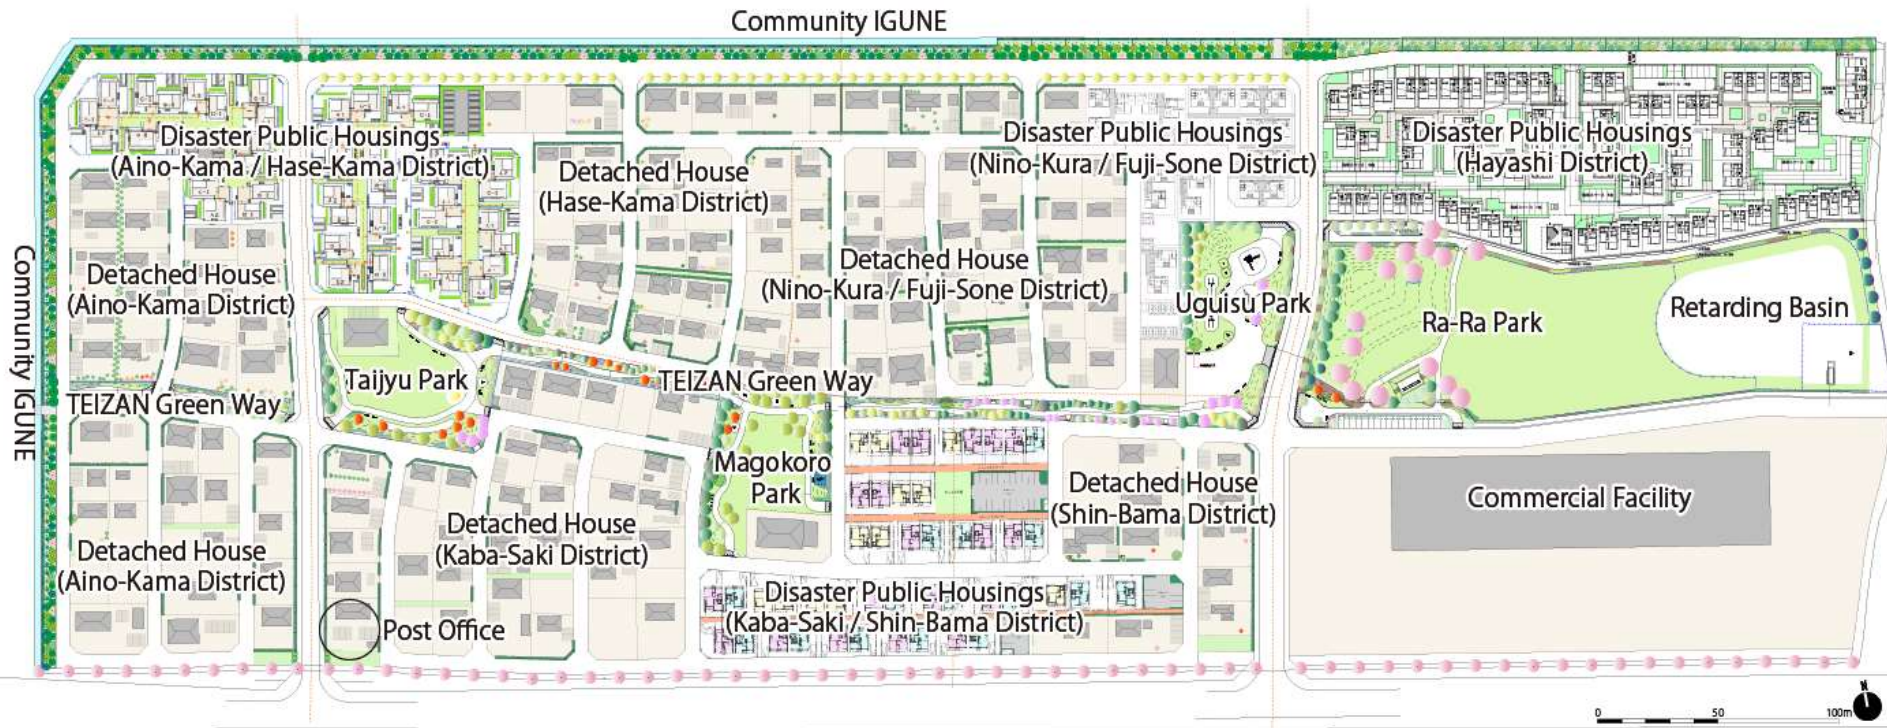 Community IGUNE
Disaster Public Housings
(Aino-Kama / Hase-Kama District)
Detached House
(Hase-Kama District)
Disaster Public Housings
(Nino-Kura / Fuji-Sone District)
Disaster Public Housings
(Hayashi District)
Community IGUNE
Detached House
(Aino-Kama District)
Detached House
(Nino-Kura / Fuji-Sone District)
Uguisu Park
Ra-Ra Park
Retarding Basin
Taijyu Park
TEIZAN Green Way
TEIZAN Green Way
Magokoro
Park
Detached House
(Shin-Bama District)
Commercial Facility
Detached House
(Kaba-Saki District)
Detached House
(Aino-Kama District)
Post Office
Disaster Public Housings
(Kaba-Saki / Shin-Bama District)
N
0 50 100m